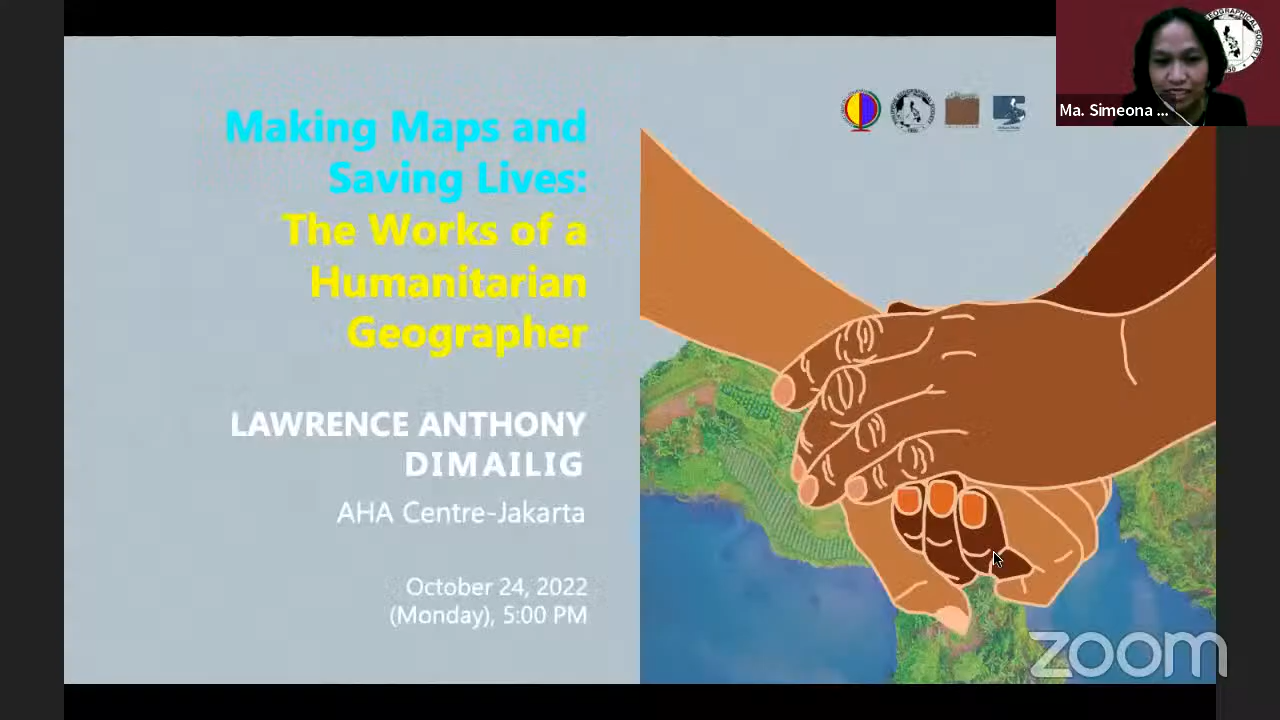 Making Maps and
Saving Lives:
The Works of a
Humanitarian
Geographer
LAWRENCE ANTHONY
DIMAILIG
AHA Centre-Jakarta
October 24, 2022
(Monday), 5:00 PM
Ma. Simeona ...
zoom